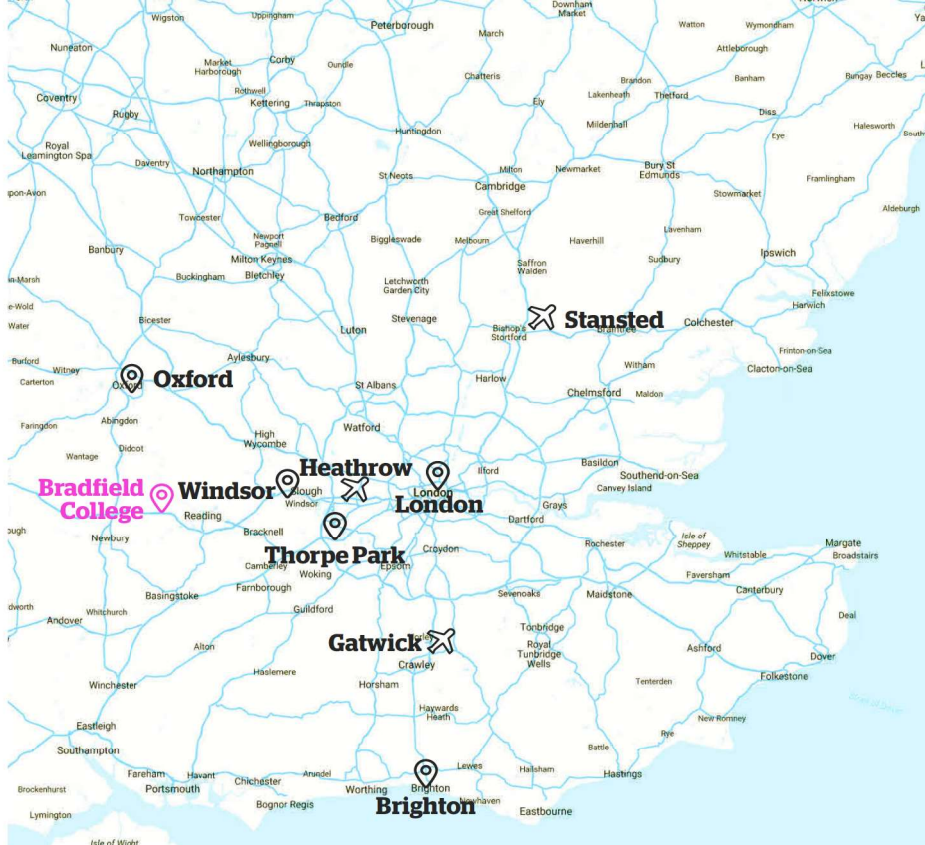 Downham
Market
Wigston
Uppingham
Peterborough
March
Watton
Wymondham
Nuneaton
Attleborough
Market
Harborough
Corby
Oundle
Chatteris
Brandon
Banham
Bungay
Beccles
Coventry
Rothwell
Kettering
Thrapston
Ely
Lakenheath
Thetford
Rugby
Diss
Huntingdon
Mildenhall
Eye
Halesworth
Royal
Leamington Spa
Wellingborough
Daventry
Northampton
St Neots
Milton
Newmarket
Bury St
Edmunds
Framlingham
Cambridge
Stowmarket
pon-Avon
Towcester
Bedford
Great Shelford
Aldeburgh
Newport
Pagnell
Biggleswade
Melbourn
Haverhill
Lavenham
Banbury
Milton Keynes
Bletchley
Buckingham
Saffron
Walden
Sudbury
Ipswich
Letchworth
Garden City
Felixstowe
Harwich
Bicester
Stevenage
Stansted
Luton
Bishop's
Stortford
Braintree
Colchester
Burford
Witney
Carterton
Aylesbury
Frinton-on-Sea
Clacton-on-Sea
Witham
Oxford
Oxford
St Albans
Harlow
Chelmsford
Maldon
Faringdon
Abingdon
Watford
High
Wycombe
Wantage
Didcot
Heathrow
Ilford
Basildon
Southend-on-Sea
Canvey Island
Bradfield
College
Windsor
Slough
Windsor
London
London
Grays
Reading
Dartford
Newbury
Bracknell
Isle of
Sheppey
Margate
Broadstairs
Thorpe Park
Croydon
Rochester
Whitstable
Camberley
Woking
Epsom
Faversham
Farnborough
Basingstoke
Sevenoaks
Maidstone
Canterbury
Whitchurch
Guildford
Deal
Andover
Tonbridge
Alton
Gatwick
Royal
Tunbridge
Wells
Ashford
Dover
Crawley
Haslemere
Folkestone
Winchester
Horsham
Tenterden
Haywards
Heath
New Romney
Eastleigh
Rye
Southampton
Battle
Fareham
Havant
Chichester
Arundel
Lewes
Hailsham
Hastings
Portsmouth
Worthing
Brighton
Brockenhurst
Brighton
Newhaven
Bognor Regis
Eastbourne
Lymington
Isle of Wight